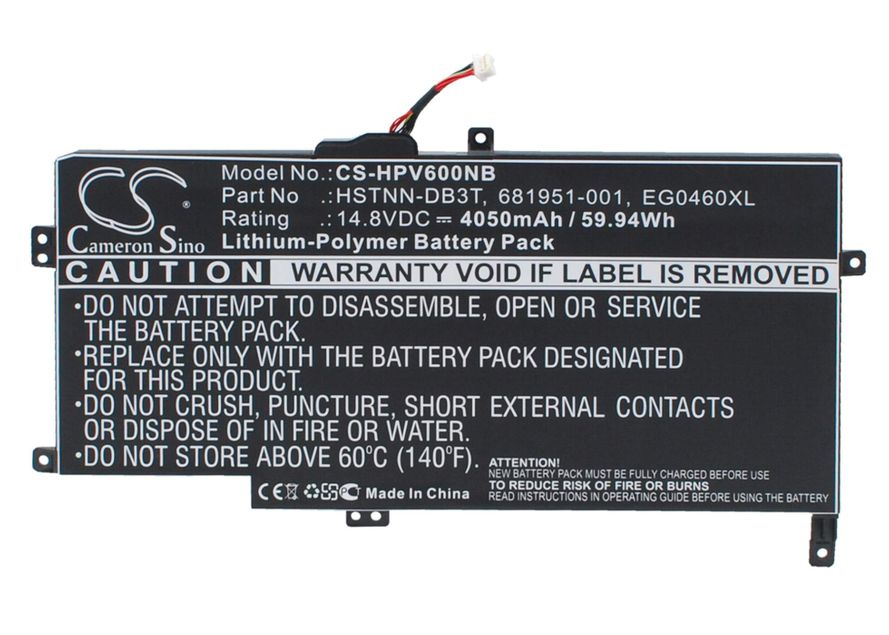 CS
Cameron Sino
Model No.: CS-HPV600NB
Part No :HSTNN-DB3T, 681951-001, EG0460XL
Rating :14.8VDC⎓ 4050mAh / 59.94Wh
Lithium-Polymer Battery Pack
CAUTION WARRANTY VOID IF LABEL IS REMOVED
•DO NOT ATTEMPT TO DISASSEMBLE, OPEN OR SERVICE
THE BATTERY PACK.
•REPLACE ONLY WITH THE BATTERY PACK DESIGNATED
FOR THIS PRODUCT.
•DO NOT CRUSH, PUNCTURE, SHORT EXTERNAL CONTACTS
OR DISPOSE OF IN FIRE OR WATER.
•DO NOT STORE ABOVE 60°C (140°F).
ATTENTION!
NEW BATTERY PACK MUST BE FULLY CHARGED BEFORE USE
TO REDUCE RISK OF FIRE OR BURNS
READ INSTRUCTIONS IN OPERATING GUIDE BEFORE USING THE BATTERY
CE Made In China